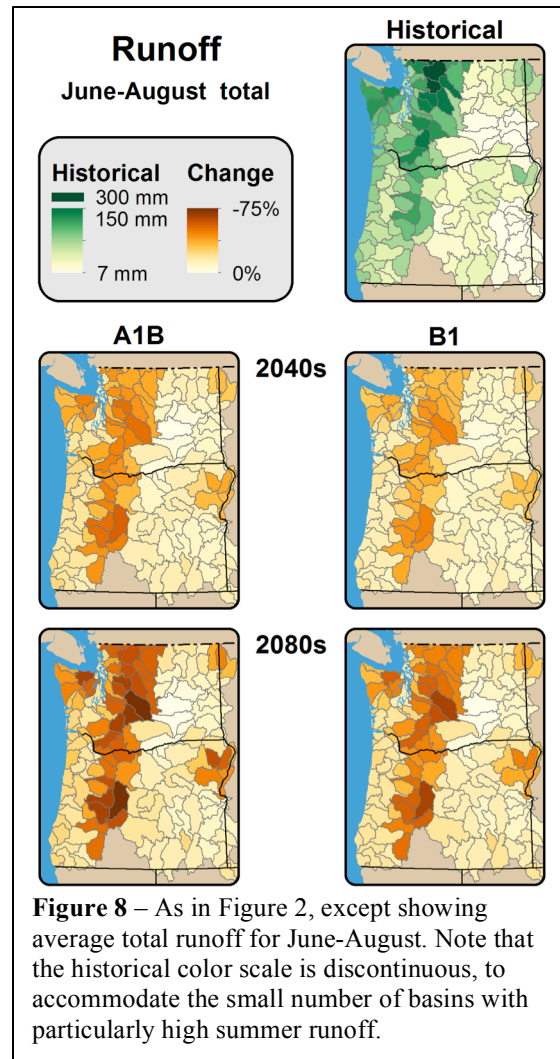 Runoff
June-August total
Historical
Historical Change
300 mm
150 mm
7 mm
-75%
0%
A1B
B1
2040s
2080s
Figure 8 – As in Figure 2, except showing
average total runoff for June-August. Note that
the historical color scale is discontinuous, to
accommodate the small number of basins with
particularly high summer runoff.